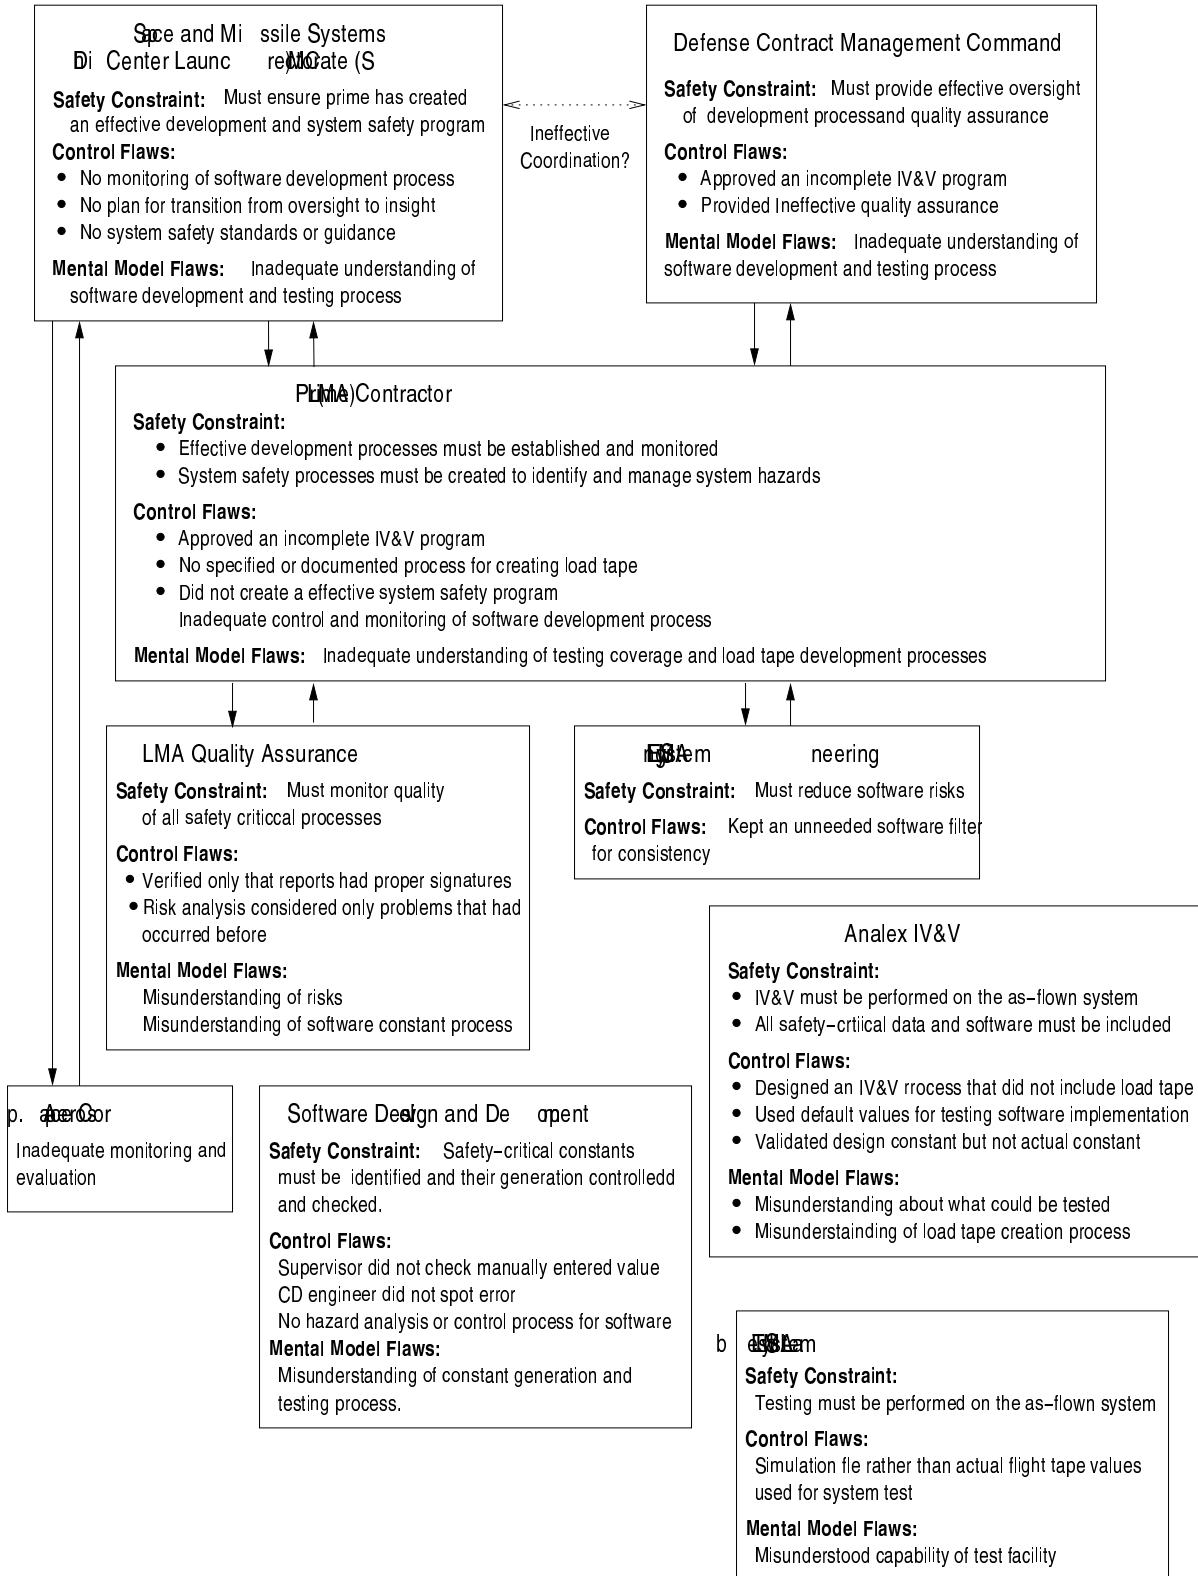 Space and Missile Systems
Center Launch Directorate (SMC)
Safety Constraint: Must ensure prime has created
an effective development and system safety program
Control Flaws:
• No monitoring of software development process
• No plan for transition from oversight to insight
• No system safety standards or guidance
Mental Model Flaws: Inadequate understanding of
software development and testing process
Ineffective
Coordination?
Defense Contract Management Command
Safety Constraint: Must provide effective oversight
of development processand quality assurance
Control Flaws:
• Approved an incomplete IV&V program
• Provided Ineffective quality assurance
Mental Model Flaws: Inadequate understanding of
software development and testing process
Prime Contractor (LMA)
Safety Constraint:
• Effective development processes must be established and monitored
• System safety processes must be created to identify and manage system hazards
Control Flaws:
• Approved an incomplete IV&V program
• No specified or documented process for creating load tape
• Did not create a effective system safety program
Inadequate control and monitoring of software development process
Mental Model Flaws: Inadequate understanding of testing coverage and load tape development processes
LMA Quality Assurance
Safety Constraint: Must monitor quality
of all safety criticcal processes
Control Flaws:
• Verified only that reports had proper signatures
• Risk analysis considered only problems that had
occurred before
Mental Model Flaws:
Misunderstanding of risks
Misunderstanding of software constant process
neering
Safety Constraint: Must reduce software risks
Control Flaws: Kept an unneeded software filter
for consistency
Analex IV&V
Safety Constraint:
• IV&V must be performed on the as-flown system
• All safety-crtiical data and software must be included
Control Flaws:
• Designed an IV&V rrocess that did not include load tape
• Used default values for testing software implementation
• Validated design constant but not actual constant
Mental Model Flaws:
• Misunderstanding about what could be tested
• Misunderstainding of load tape creation process
Aerospace Corp.
Inadequate monitoring and
evaluation
Software Design and Development
Safety Constraint: Safety-critical constants
must be identified and their generation controlledd
and checked.
Control Flaws:
Supervisor did not check manually entered value
CD engineer did not spot error
No hazard analysis or control process for software
Mental Model Flaws:
Misunderstanding of constant generation and
testing process.
Safety Constraint:
Testing must be performed on the as-flown system
Control Flaws:
Simulation fle rather than actual flight tape values
used for system test
Mental Model Flaws:
Misunderstood capability of test facility